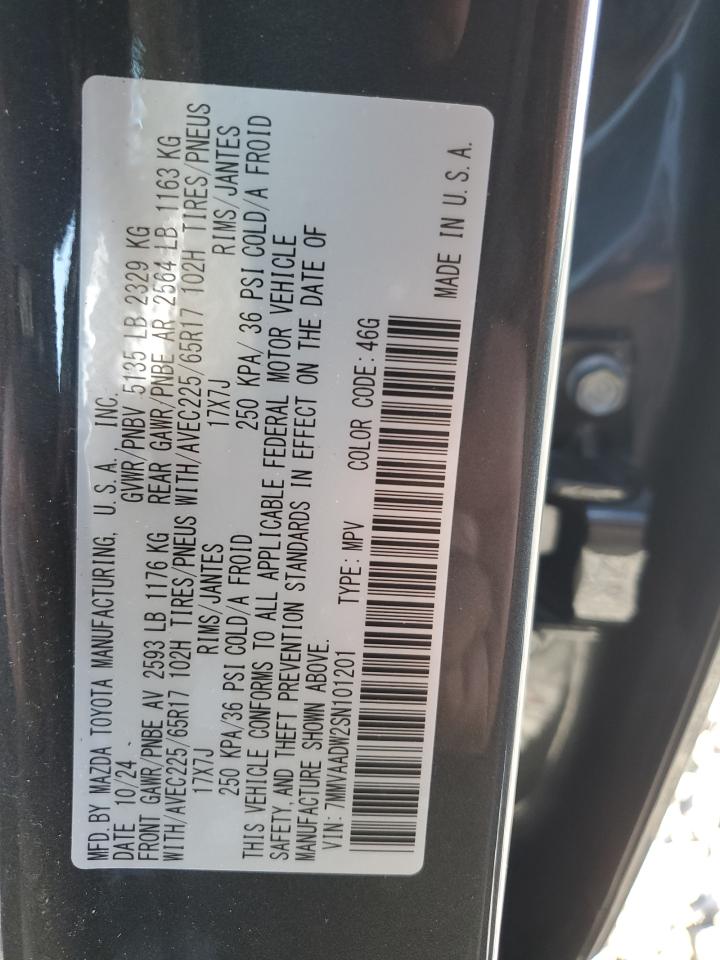 MFD.BY MAZDA TOYOTA MANUFACTURING, U.S.A. INC.
DATE 10/24 GVWR/PNBV 5135 LB 2329 KG
FRONT GAWR/PNBE AV 2593 LB 1176 KG REAR GAWR/PNBE AR 2564 LB 1163 KG
WITH/AVEC225/65R17 102H TIRES/PNEUS WITH/AVEC225/65R17 102H TIRES/PNEUS
17X7J RIMS/JANTES 17X7J RIMS/JANTES
250 KPA/36 PSI COLD/A FROID 250 KPA/ 36 PSI COLD/A FROID
THIS VEHICLE CONFORMS TO ALL APPLICABLE FEDERAL MOTOR VEHICLE
SAFETY,AND THEFT PREVENTION STANDARDS IN EFFECT ON THE DATE OF
MANUFACTURE SHOWN ABOVE.
VIN:7MMVAADW2SN101201 TYPE: MPV COLOR CODE: 46G
MADE IN U.S.A.